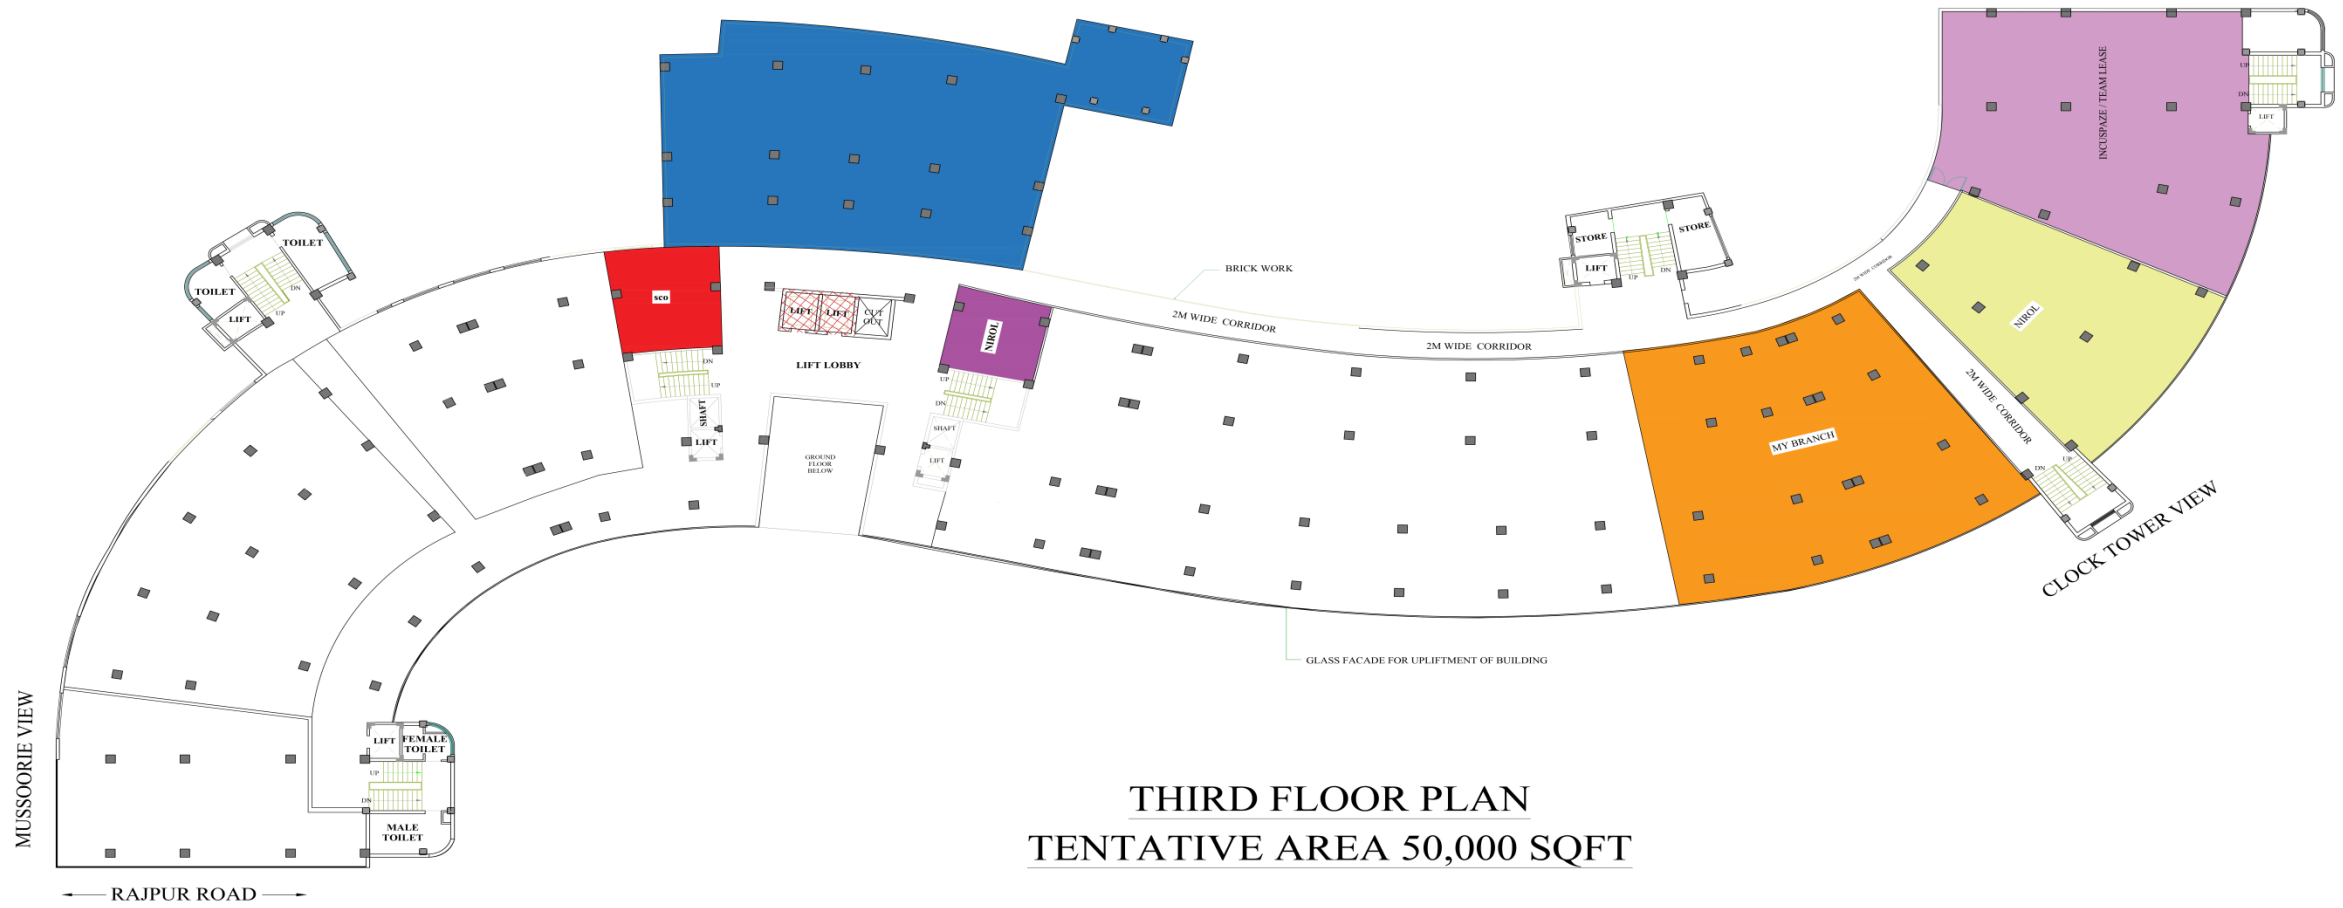 INCUSPAZE / TEAM LEASE
UP
DN
LIFT
STORE
STORE
LIFT
UP
DN
2M WIDE CORRIDOR
TOILET
TOILET
LIFT
DN
UP
BRICK WORK
sco
LIFT
LIFT
CUT
OUT
NIROL
2M WIDE CORRIDOR
2M WIDE CORRIDOR
NIROL
LIFT LOBBY
DN
UP
UP
DN
SHAFT
LIFT
SHAFT
LIFT
GROUND
FLOOR
BELOW
MY BRANCH
2M WIDE CORRIDOR
DN
UP
CLOCK TOWER VIEW
GLASS FACADE FOR UPLIFTMENT OF BUILDING
MUSSOORIE VIEW
LIFT
FEMALE
TOILET
UP
DN
MALE
TOILET
RAJPUR ROAD
THIRD FLOOR PLAN
TENTATIVE AREA 50,000 SQFT